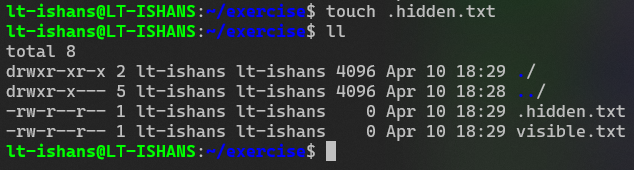 lt-ishans@LT-ISHANS:~/exercise$ touch .hidden.txt
lt-ishans@LT-ISHANS:~/exercise$ ll
total 8
drwxr-xr-x 2 lt-ishans lt-ishans 4096 Apr 10 18:29 ./
drwxr-x--- 5 lt-ishans lt-ishans 4096 Apr 10 18:28 ../
-rw-r--r-- 1 lt-ishans lt-ishans    0 Apr 10 18:29 .hidden.txt
-rw-r--r-- 1 lt-ishans lt-ishans    0 Apr 10 18:29 visible.txt
lt-ishans@LT-ISHANS:~/exercise$